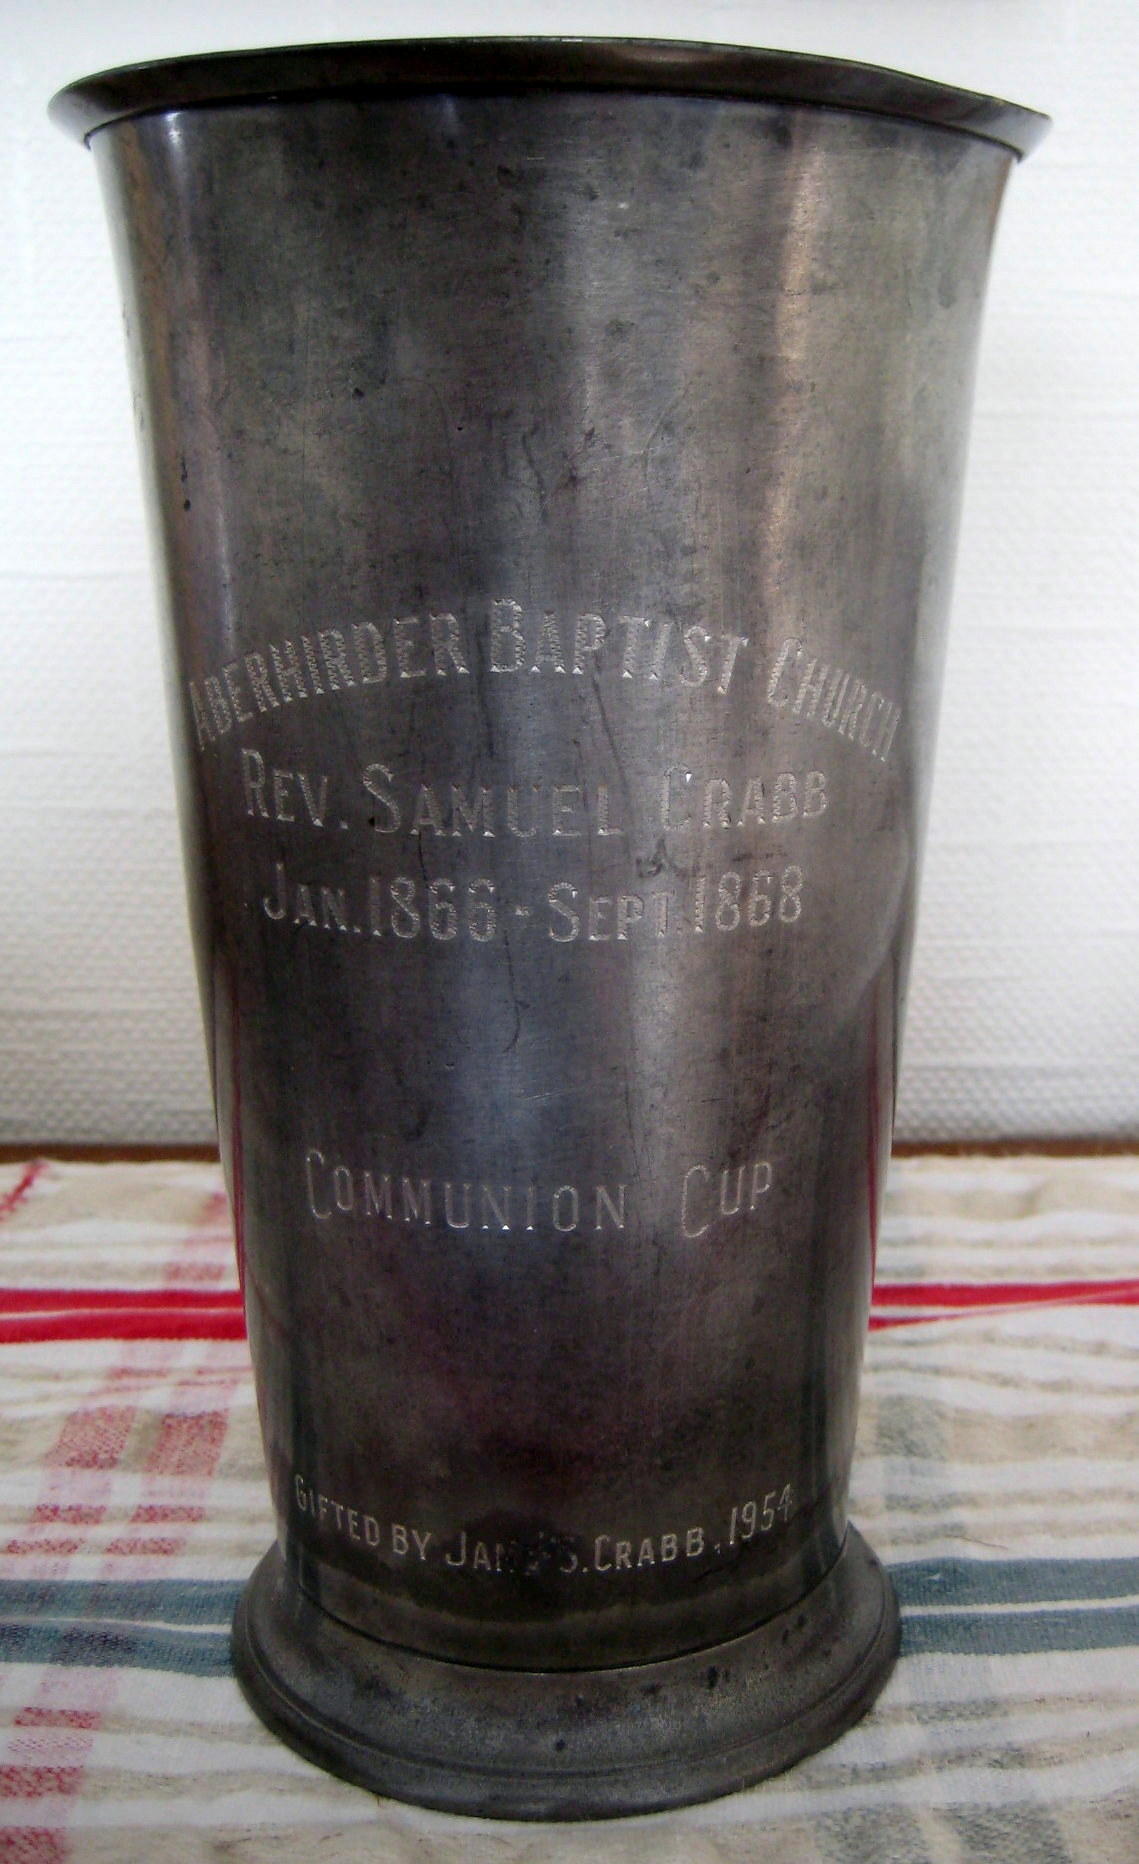 ABERHIRDER BAPTIST CHURCH
REV. SAMUEL CRABB
JAN. 1866 - SEPT. 1868
COMMUNION CUP
GIFTED BY S. CRABB, 1954